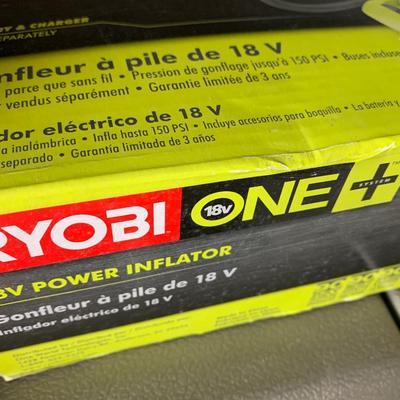 Y & CHARGER
EPARATELY
nfleur à pile de 18 V
parce que sans fil • Pression de gonflage jusqu'à 150 PSI • Buses incluse
r vendus séparément • Garantie limitée de 3 ans
ador eléctrico de 18 V
a inalámbrica • Infla hasta 150 PSI • Incluye accesorios para boquilla • La batería y
separado • Garantía limitada de 3 años
RYOBI 18V ONE+ SYSTEM
8V POWER INFLATOR
Gonfleur à pile de 18 V
Inflador eléctrico de 18 V